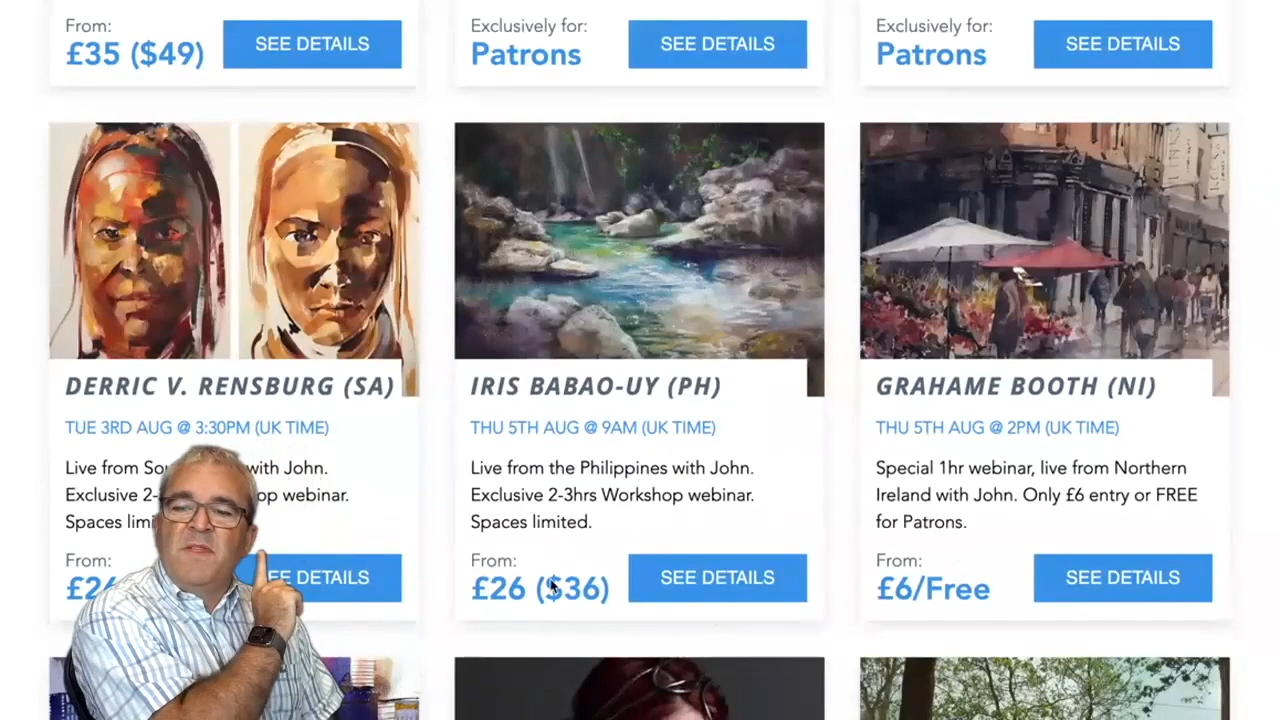 From:
£35 ($49)
SEE DETAILS
Exclusively for:
Patrons
SEE DETAILS
Exclusively for:
Patrons
SEE DETAILS
DERRIC V. RENSBURG (SA)
TUE 3RD AUG @ 3:30PM (UK TIME)
Live from with John.
Exclusive webinar.
Spaces
From:
SEE DETAILS
IRIS BABAO-UY (PH)
THU 5TH AUG @ 9AM (UK TIME)
Live from the Philippines with John.
Exclusive 2-3hrs Workshop webinar.
Spaces limited.
From:
£26 ($36)
SEE DETAILS
GRAHAME BOOTH (NI)
THU 5TH AUG @ 2PM (UK TIME)
Special 1hr webinar, live from Northern
Ireland with John. Only £6 entry or FREE
for Patrons.
From:
£6/Free
SEE DETAILS